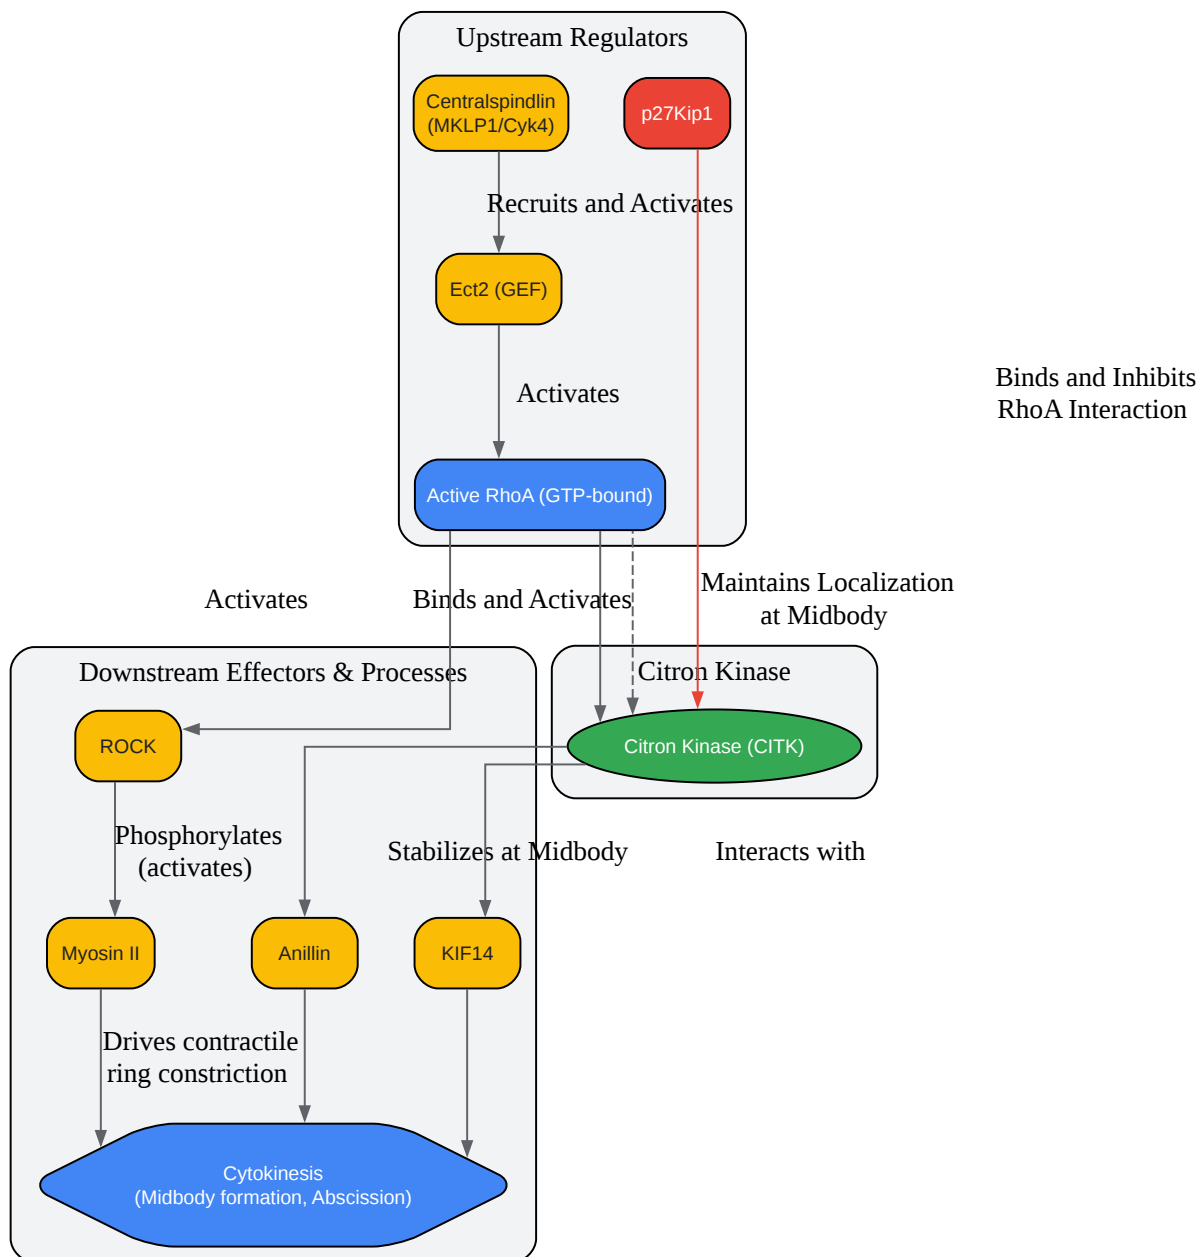 Upstream Regulators
Centralspindlin
(MKLP1/Cyk4)
p27Kip1
Recruits and Activates
Ect2 (GEF)
Binds and Inhibits
RhoA Interaction
Activates
Active RhoA (GTP-bound)
Activates
Binds and Activates
Maintains Localization
at Midbody
Downstream Effectors & Processes
Citron Kinase
ROCK
Citron Kinase (CITK)
Phosphorylates
(activates)
Stabilizes at Midbody
Interacts with
Myosin II
Anillin
KIF14
Drives contractile
ring constriction
Cytokinesis
(Midbody formation, Abscission)